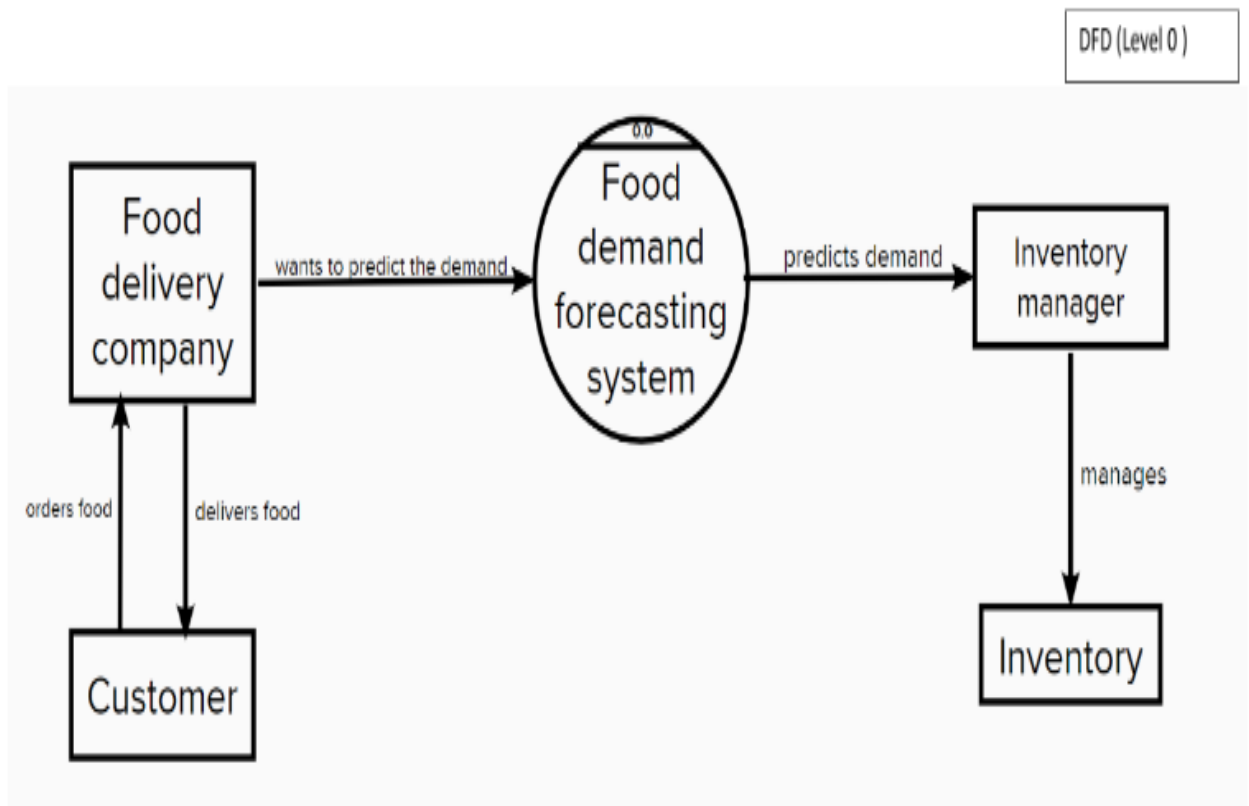 DFD (Level 0 )
0.0
Food
delivery
company
wants to predict the demand
Food
demand
forecasting
system
predicts demand
Inventory
manager
orders food
delivers food
manages
Customer
Inventory